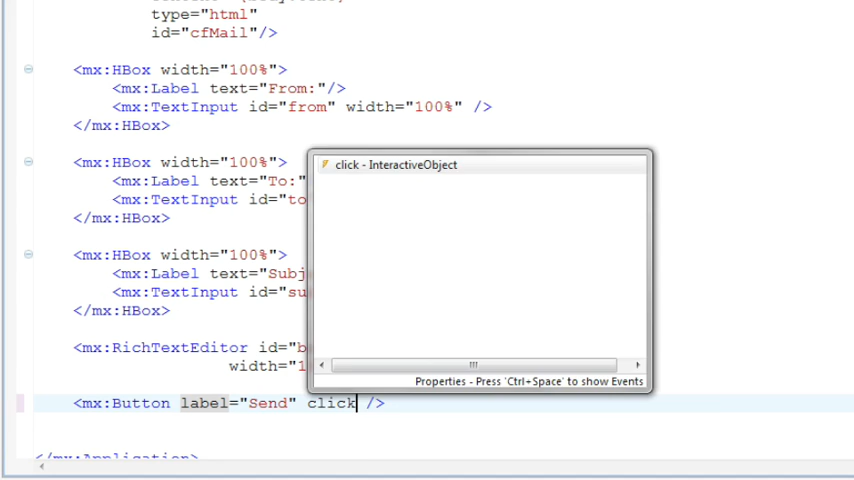 type="html"
id="cfMail"/>
<mx:HBox width="100%">
<mx:Label text="From:"/>
<mx:TextInput id="from" width="100%" />
</mx:HBox>
<mx:HBox width="100%">
<mx:Label text="To:"
<mx:TextInput id="to
</mx:HBox>
<mx:HBox width="100%">
<mx:Label text="Subj
<mx:TextInput id="su
</mx:HBox>
<mx:RichTextEditor id="b
width="1
<mx:Button label="Send" click />
</mx:Application>
click - InteractiveObject
Properties - Press 'Ctrl+Space' to show Events